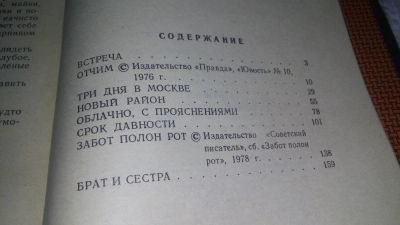 майки,
зеленые
СОДЕРЖАНИЕ
ВСТРЕЧА . . . . . . . . . . 3
ОТЧИМ © Издательство «Правда», «Юность» № 10,
1976 г. . . . . . . . . . . 10
ТРИ ДНЯ В МОСКВЕ . . . . . . . 29
НОВЫЙ РАЙОН . . . . . . . . . 55
ОБЛАЧНО, С ПРОЯСНЕНИЯМИ . . . . 78
СРОК ДАВНОСТИ . . . . . . . . 101
ЗАБОТ ПОЛОН РОТ © Издательство «Советский
писатель», сб. «Забот полон
рот», 1978 г. . . . . 138
БРАТ И СЕСТРА . . . . . . . . 159